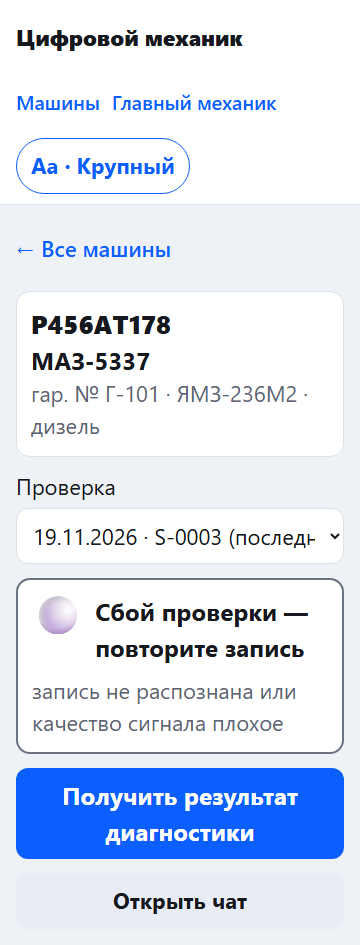 Цифровой механик
Машины Главный механик
Аа · Крупный
← Все машины
Р456АТ178
МАЗ-5337
гар. № Г-101 · ЯМЗ-236М2 ·
дизель
Проверка
19.11.2026 · S-0003 (последн
Сбой проверки —
повторите запись
запись не распознана или
качество сигнала плохое
Получить результат
диагностики
Открыть чат